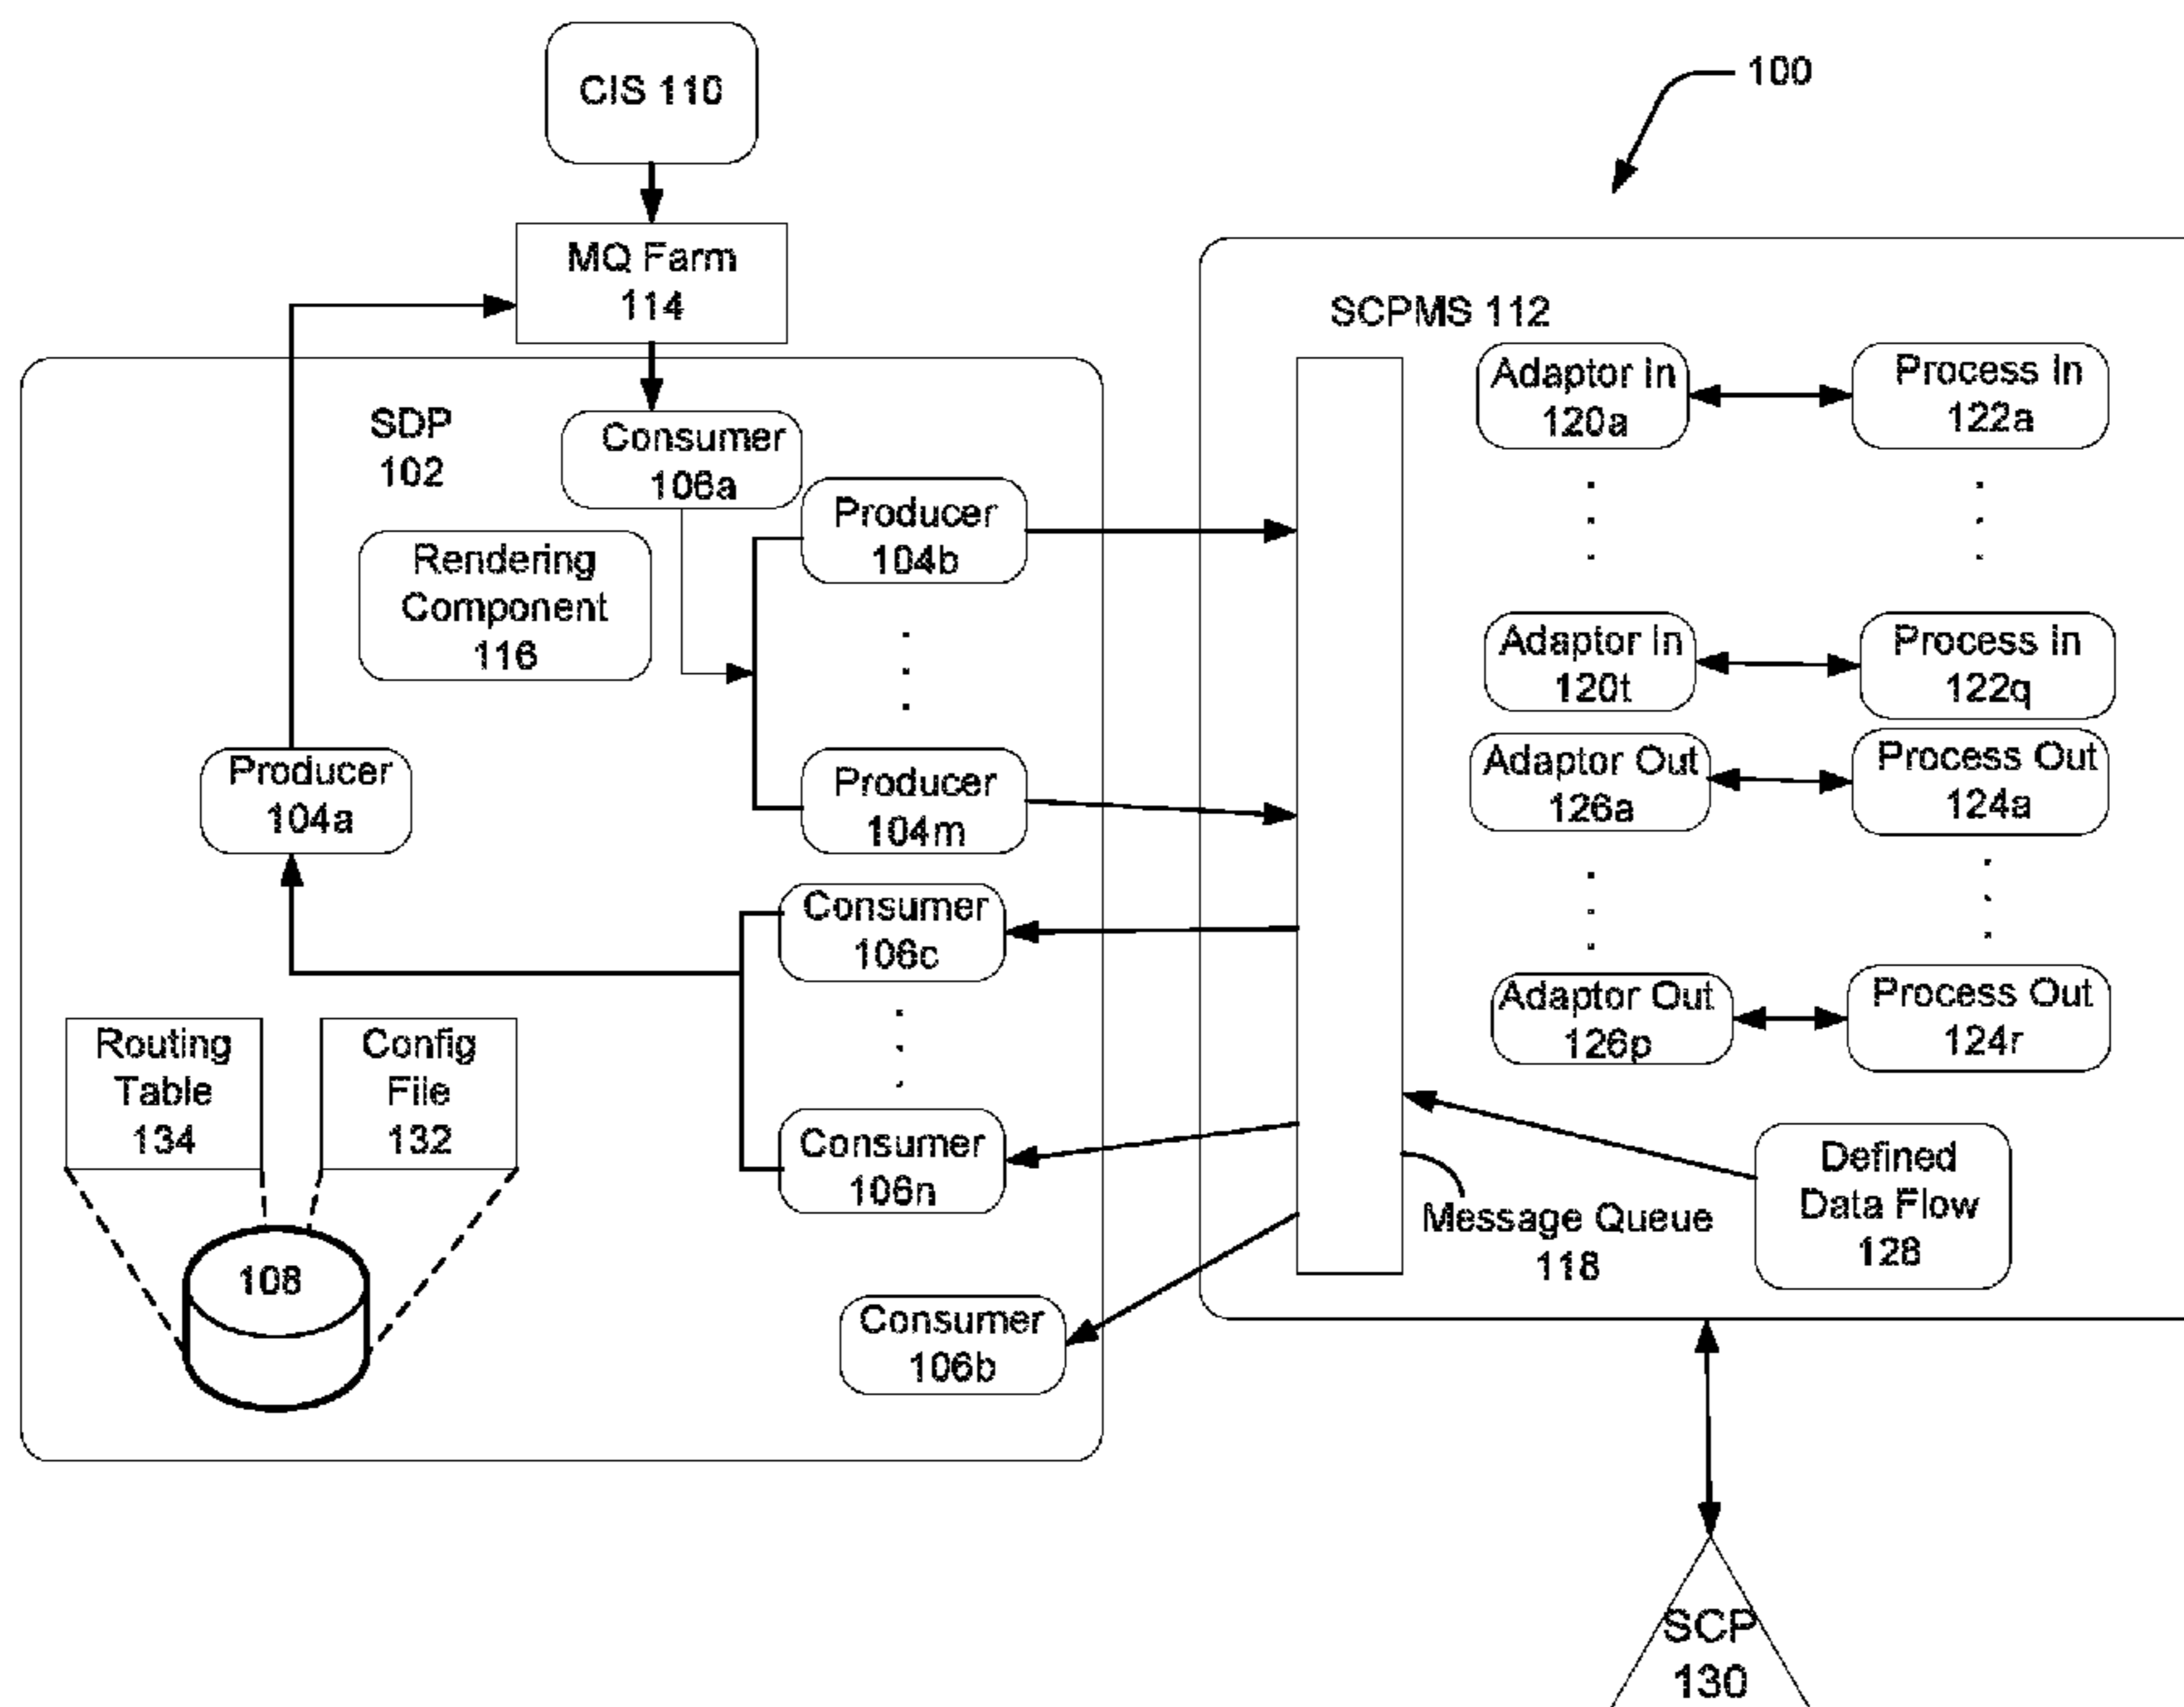 CIS 110
100
MQ Farm
114
SCPMS 112
SDP
102
Consumer
106a
Rendering
Component
116
Producer
104b
Producer
104a
Producer
104m
Consumer
106c
Consumer
106n
Consumer
106b
Routing
Table
134
Config
File
132
108
Adaptor In
120a
Process In
122a
Adaptor In
120t
Process In
122q
Adaptor Out
126a
Process Out
124a
Adaptor Out
126p
Process Out
124r
Defined
Data Flow
128
Message Queue
118
SCP
130